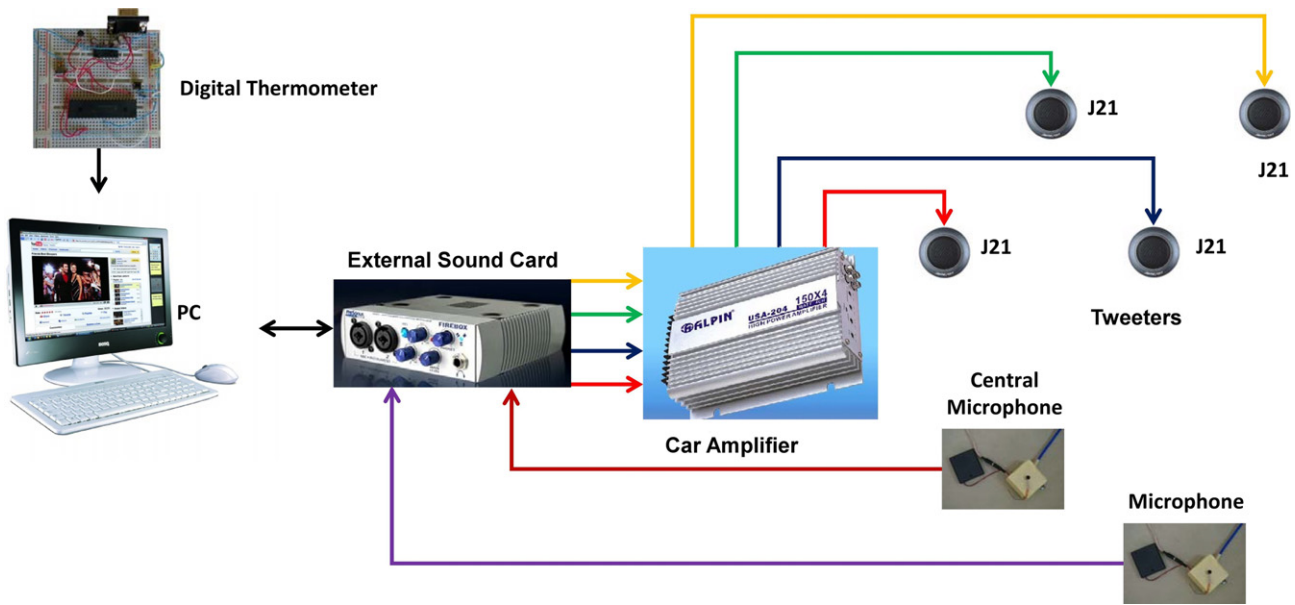 Digital Thermometer
J21
J21
External Sound Card
J21
J21
PC
FIREBOX
ALPIN
USA-204
150X4
HIGH POWER AMPLIFIER
Tweeters
Central
Microphone
Car Amplifier
Microphone